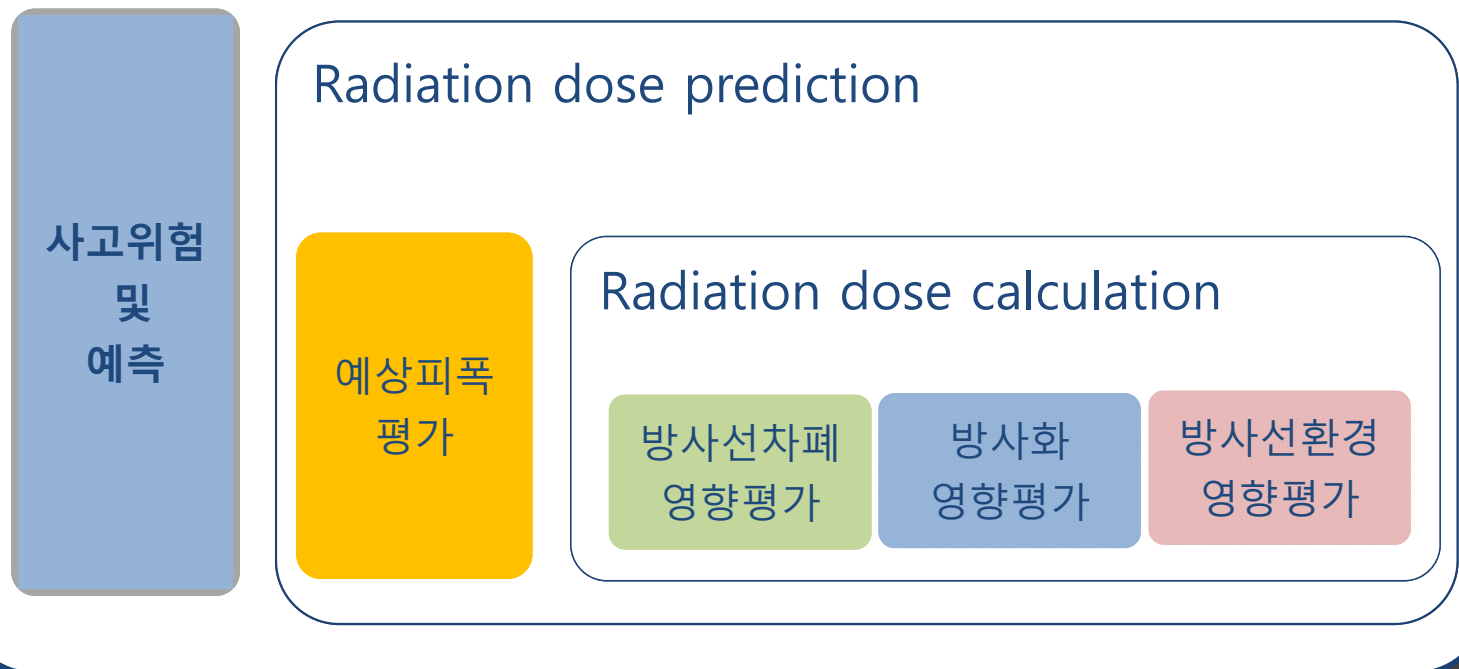 사고위험
및
예측
Radiation dose prediction
예상피폭
평가
Radiation dose calculation
방사선차폐
영향평가
방사화
영향평가
방사선환경
영향평가